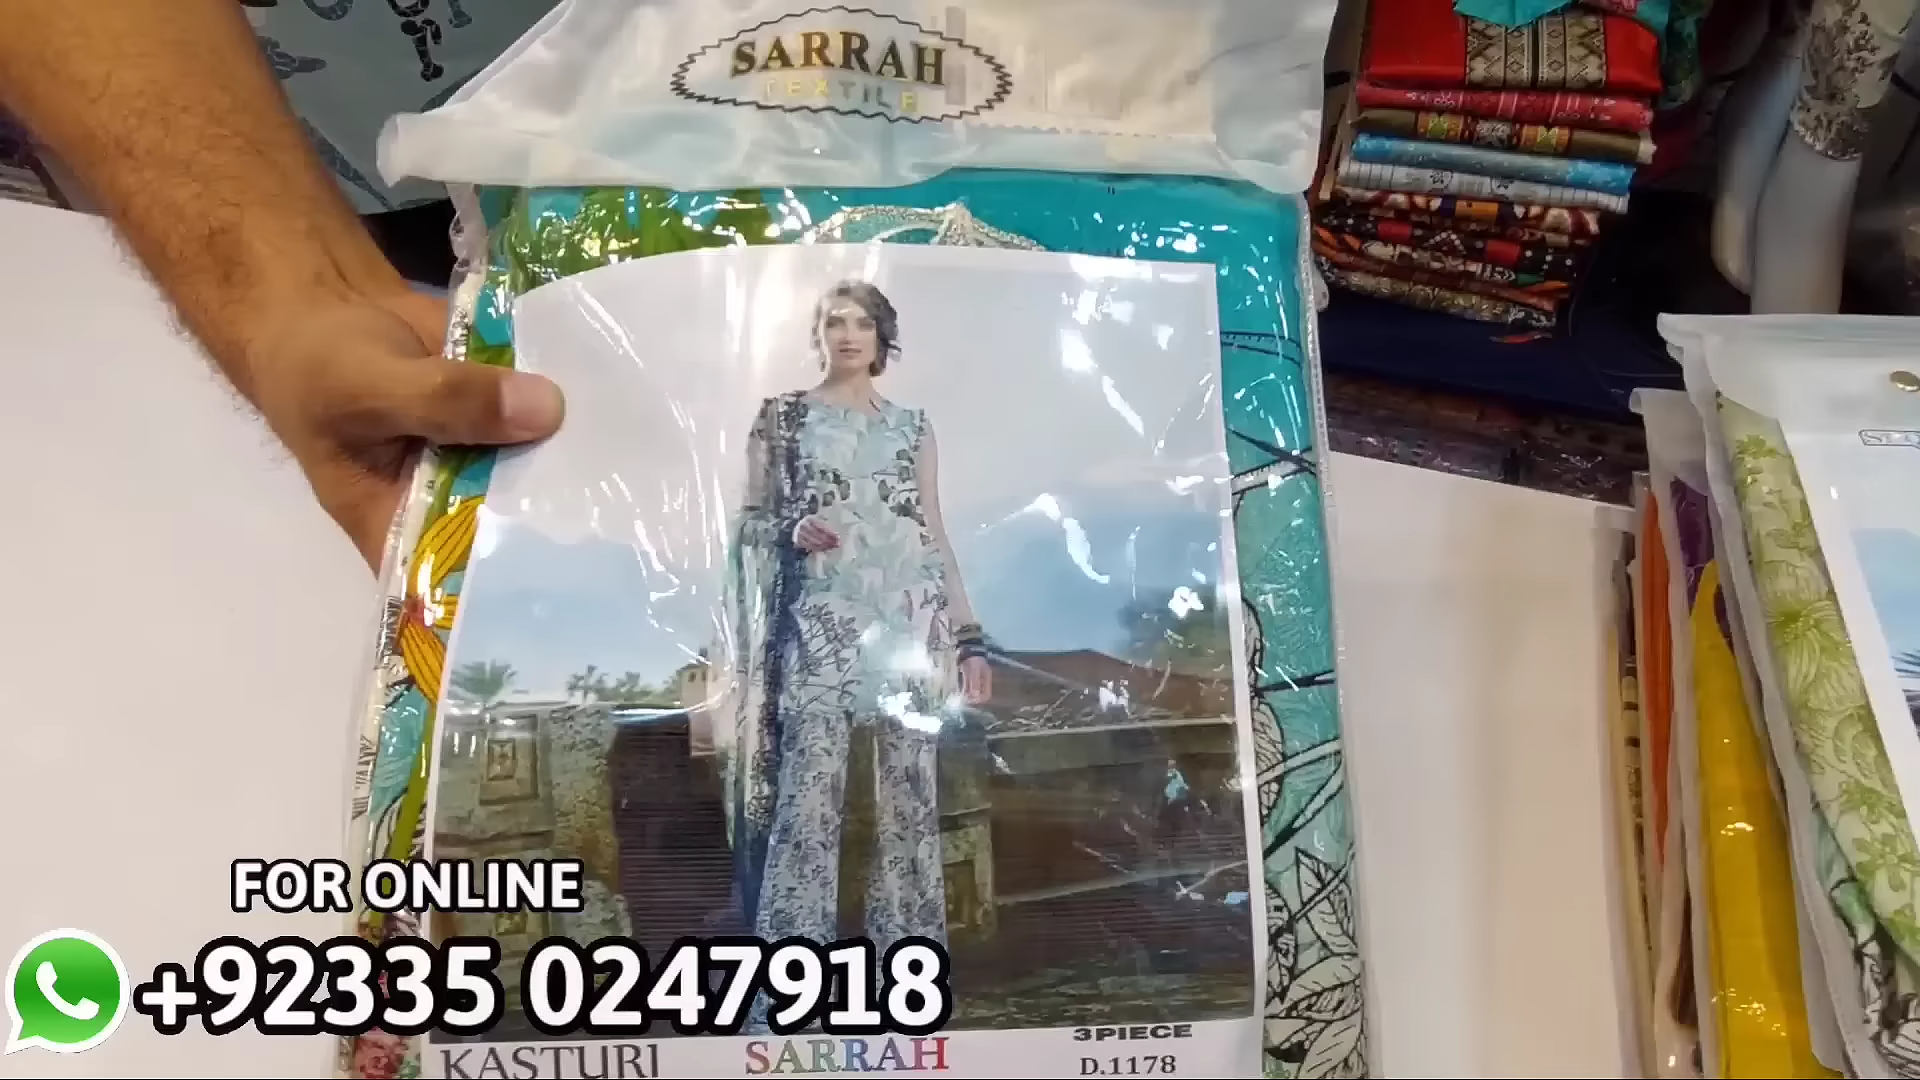 SARRAH
TEXTILE
FOR ONLINE
+92335 0247918
3PIECE
KASTURI SARRAH D.1178